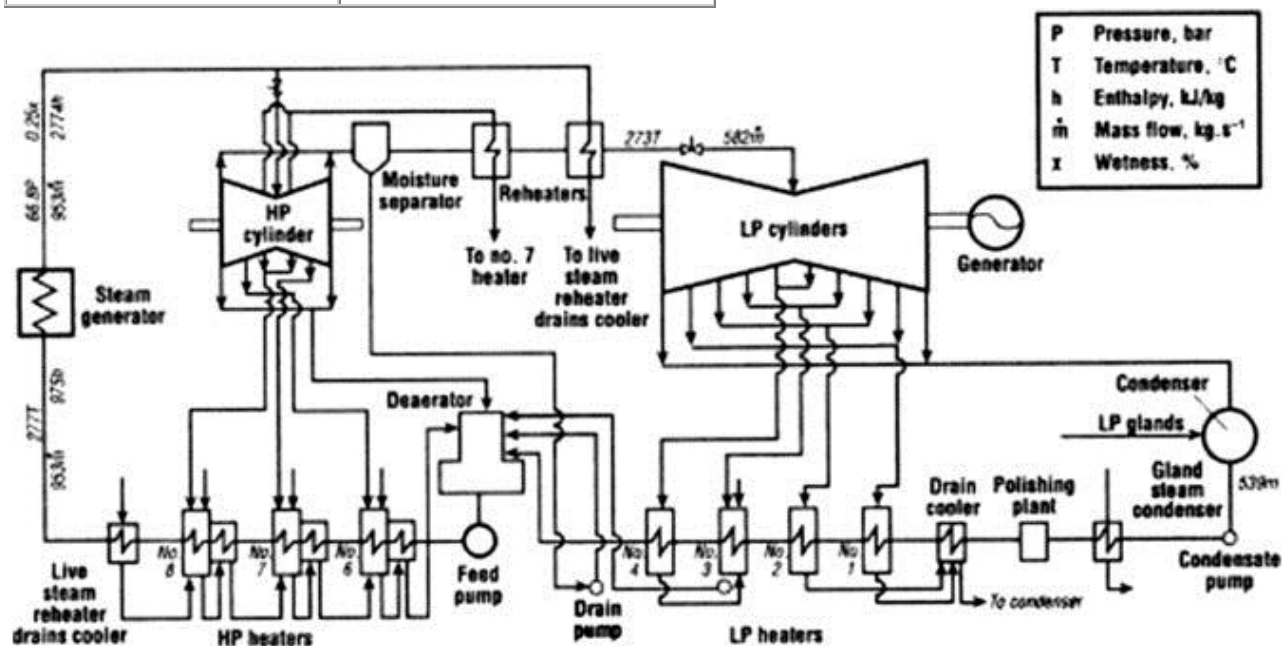 P Pressure, bar
T Temperature, °C
h Enthalpy, kJ/kg
ṁ Mass flow, kg.s⁻¹
x Wetness, %
0.25x
2774h
66.8P
953ṁ
273T
582ṁ
Moisture
separator
Reheaters
HP
cylinder
LP cylinders
Generator
To no. 7
heater
To live
steam
reheater
drains cooler
Steam
generator
277T
975h
953ṁ
Deaerator
Condenser
LP glands
Gland
steam
condenser
539m
Drain
cooler
Polishing
plant
No.
8
No.
7
No.
6
No.
4
No.
3
No.
2
No.
1
Condensate
pump
Live
steam
reheater
drains cooler
HP heaters
Feed
pump
Drain
pump
LP heaters
To condenser